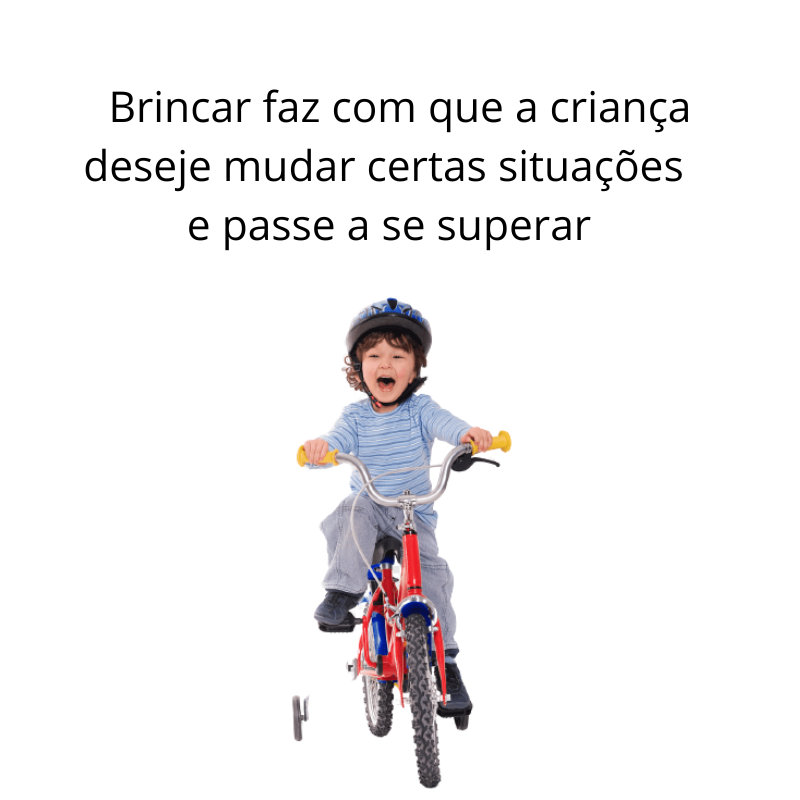 Brincar faz com que a criança
deseje mudar certas situações
e passe a se superar